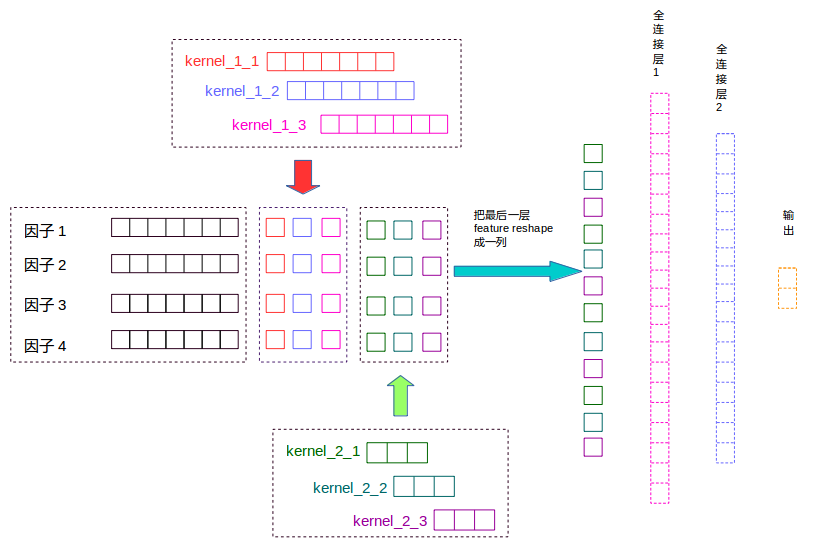 全
连
接
层
1
全
连
接
层
2
kernel_1_1
kernel_1_2
kernel_1_3
因子 1
因子 2
因子 3
因子 4
把最后一层
feature reshape
成一列
输
出
kernel_2_1
kernel_2_2
kernel_2_3